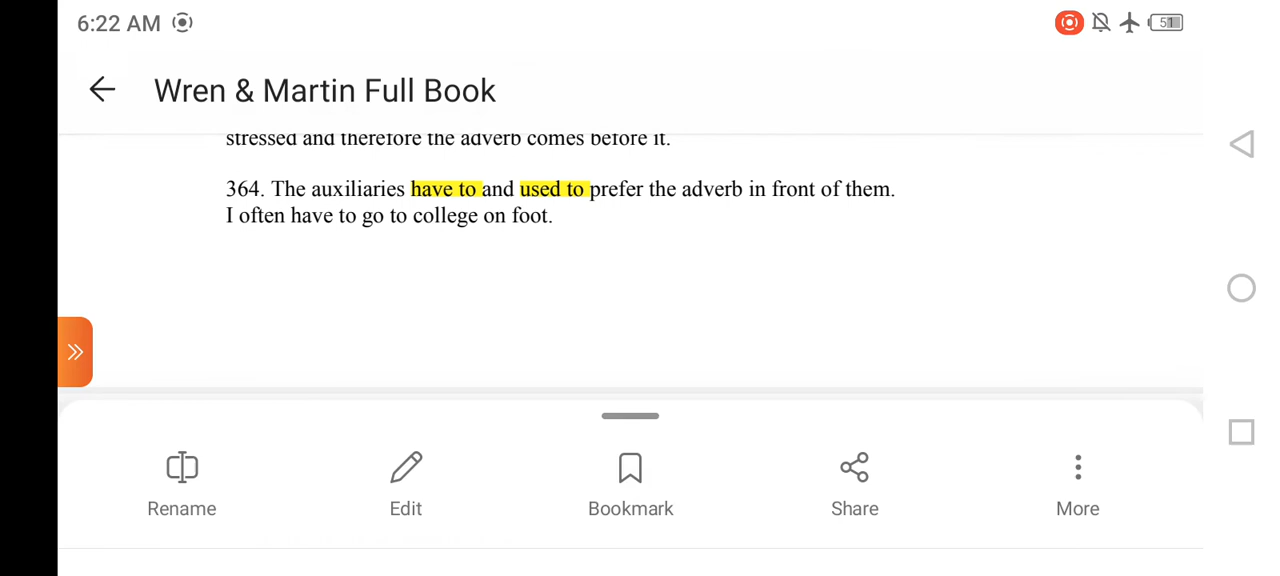 6:22 AM
51
Wren & Martin Full Book
stressed and therefore the adverb comes before it.
364. The auxiliaries have to and used to prefer the adverb in front of them.
I often have to go to college on foot.
Rename
Edit
Bookmark
Share
More